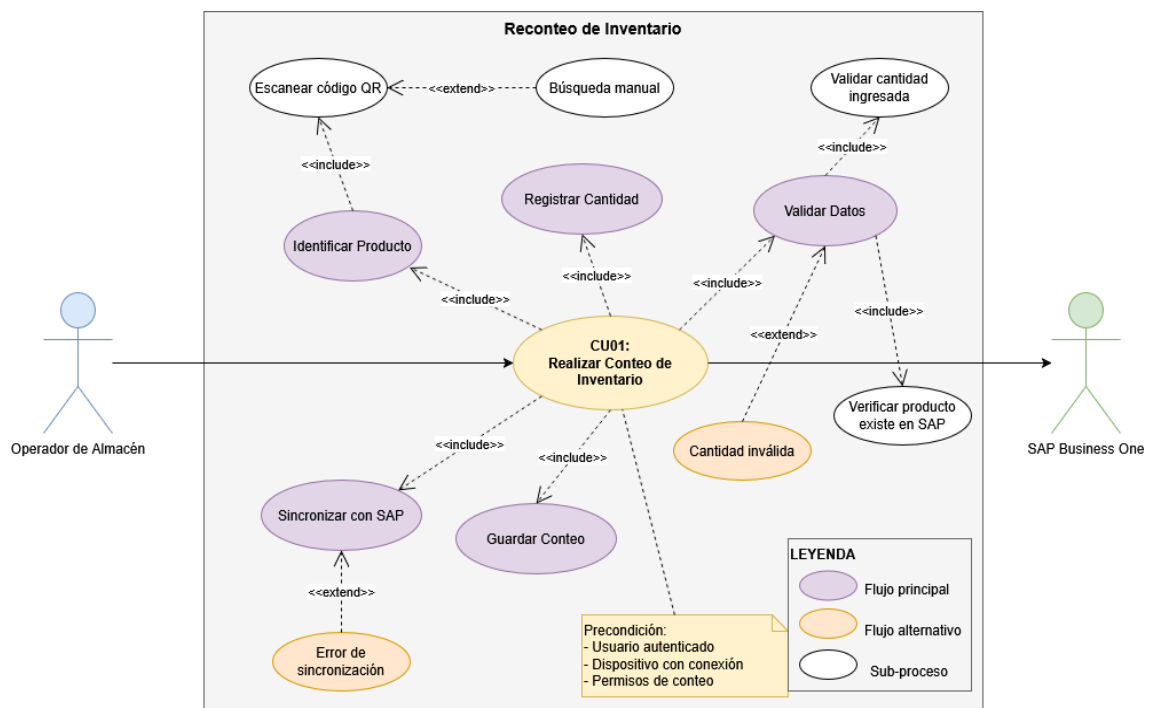 Reconteo de Inventario
Escanear código QR
<<extend>>
Búsqueda manual
Validar cantidad
ingresada
<<include>>
<<include>>
Registrar Cantidad
Validar Datos
Identificar Producto
<<include>>
<<include>>
<<include>>
<<include>>
<<extend>>
CU01:
Realizar Conteo de
Inventario
Verificar producto
existe en SAP
Operador de Almacén
SAP Business One
<<include>>
<<include>>
Cantidad inválida
Sincronizar con SAP
Guardar Conteo
<<extend>>
Error de
sincronización
Precondición:
- Usuario autenticado
- Dispositivo con conexión
- Permisos de conteo
LEYENDA
Flujo principal
Flujo alternativo
Sub-proceso